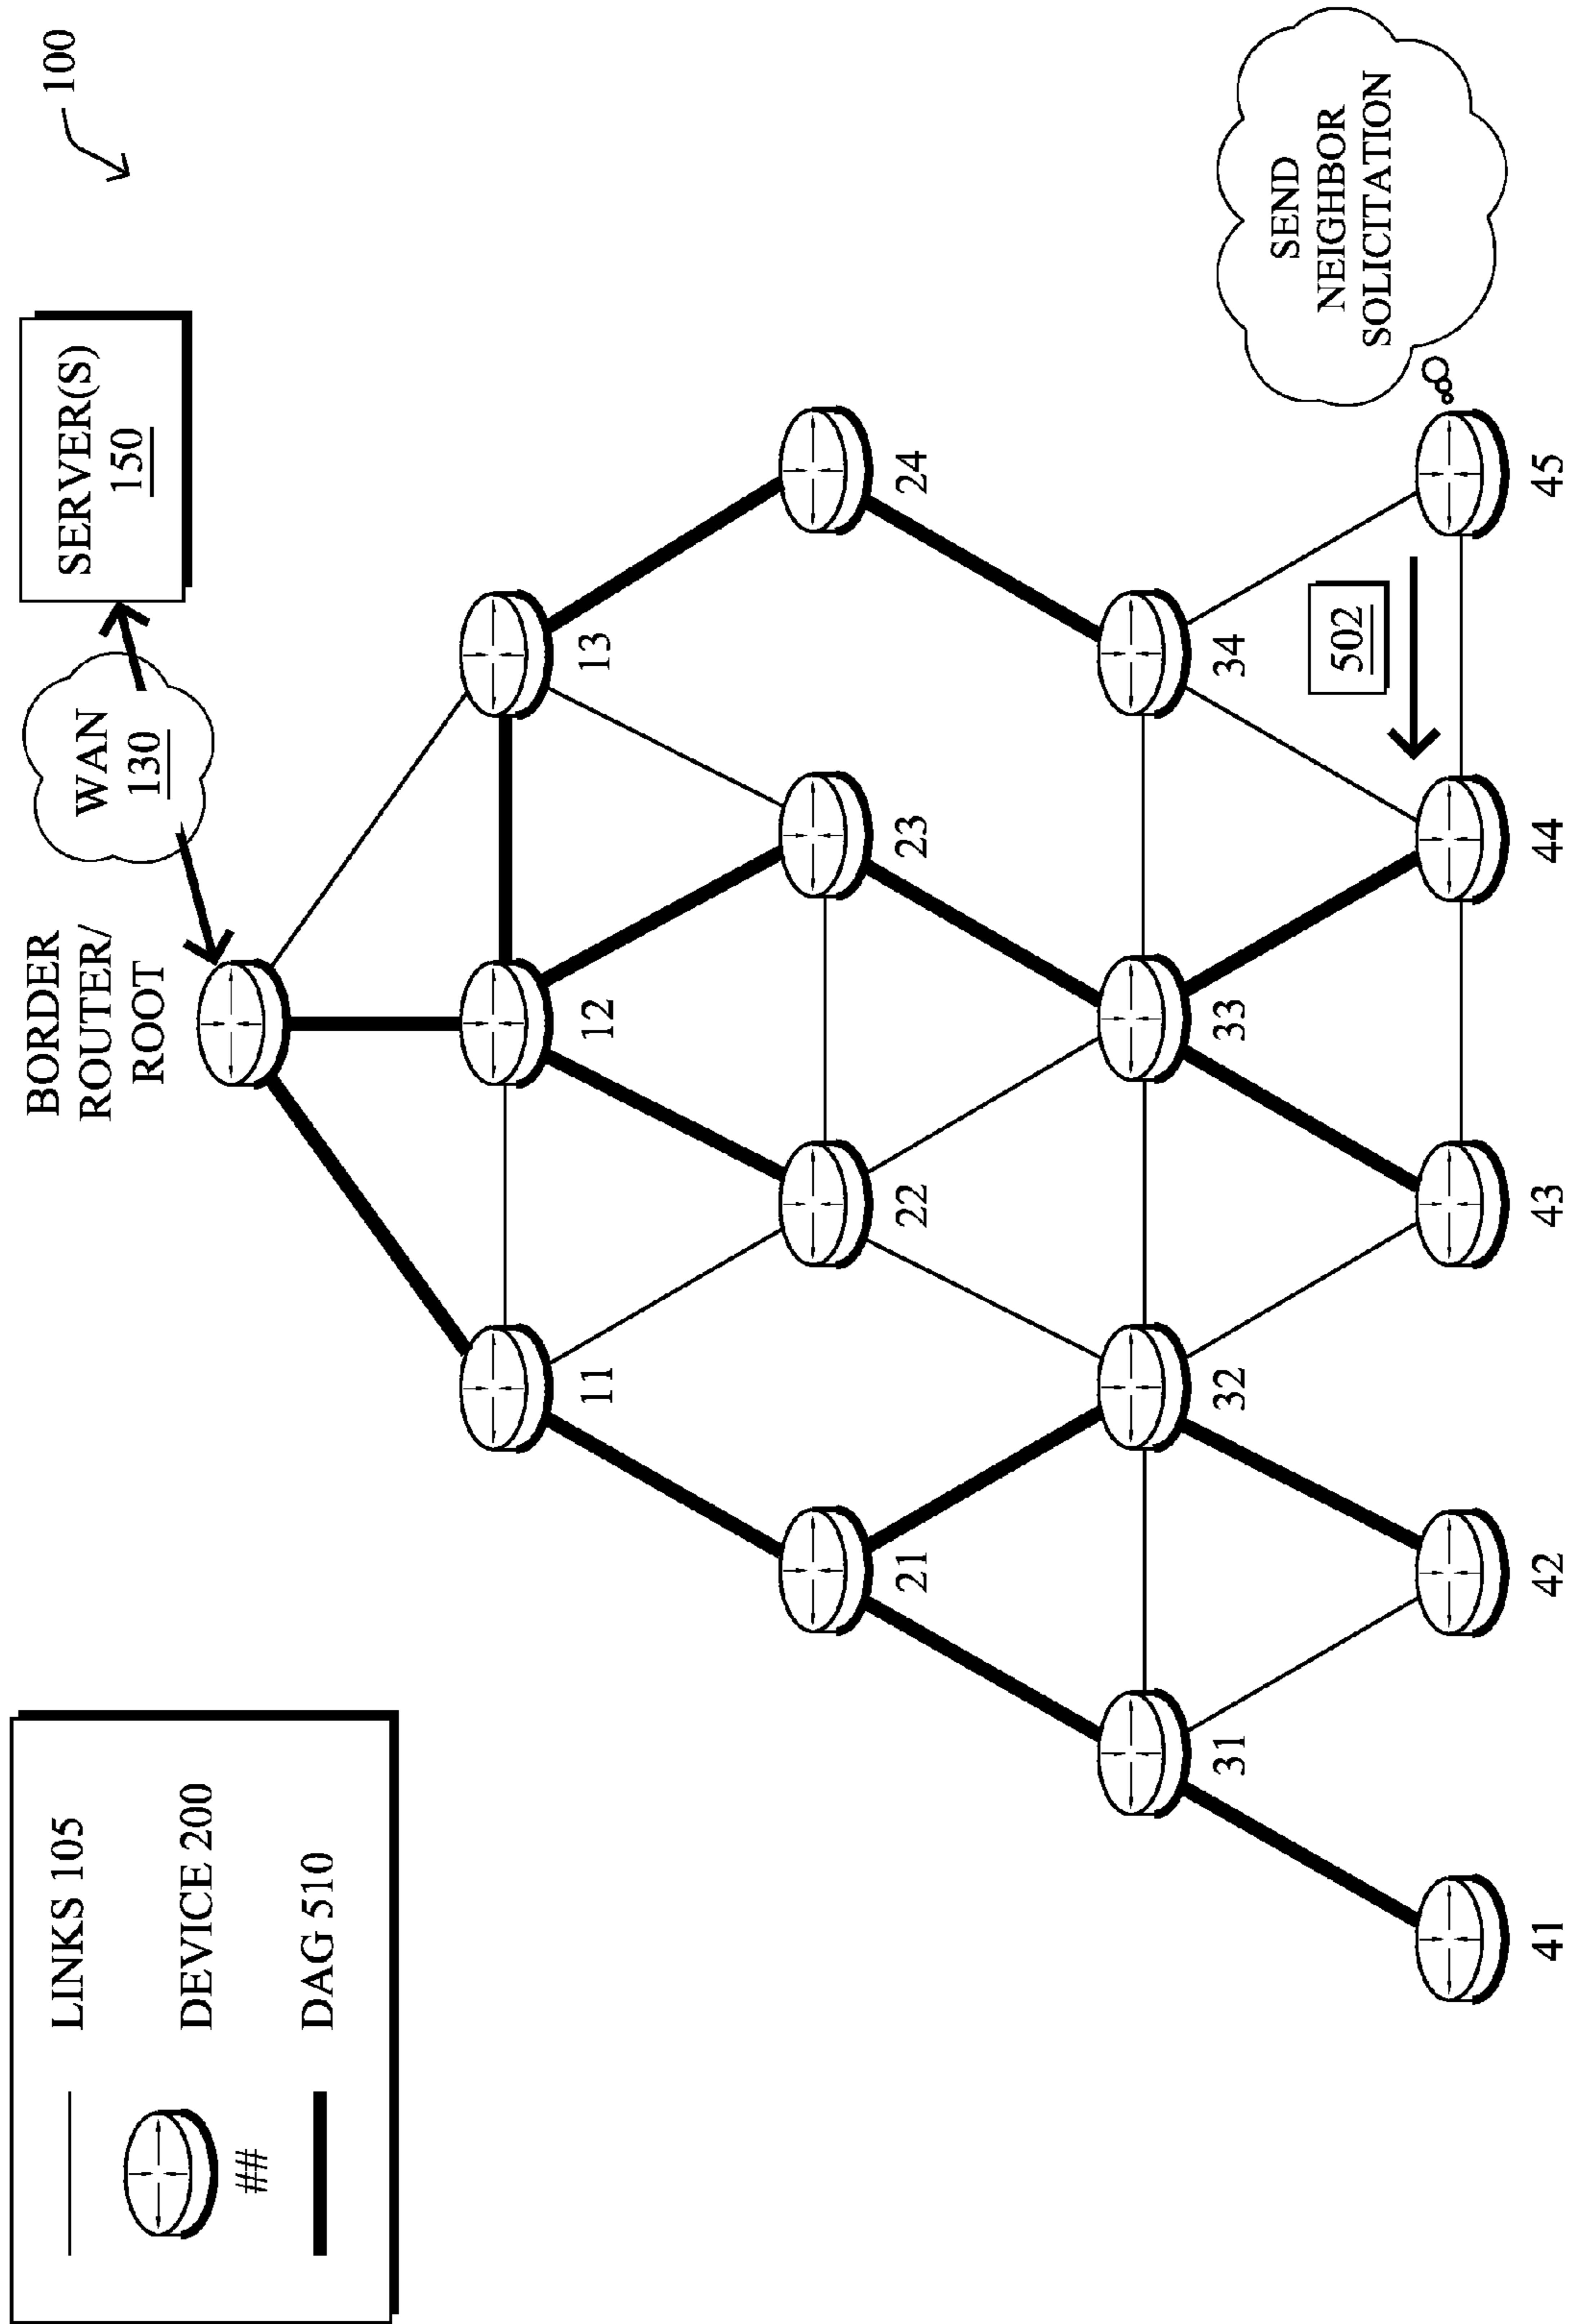 LINKS 105
DEVICE 200
##
DAG 510
BORDER
ROUTER/
ROOT
WAN
130
SERVER(S)
150
100
11
12
13
21
22
23
24
31
32
33
34
502
SEND
NEIGHBOR
SOLICITATION
41
42
43
44
45